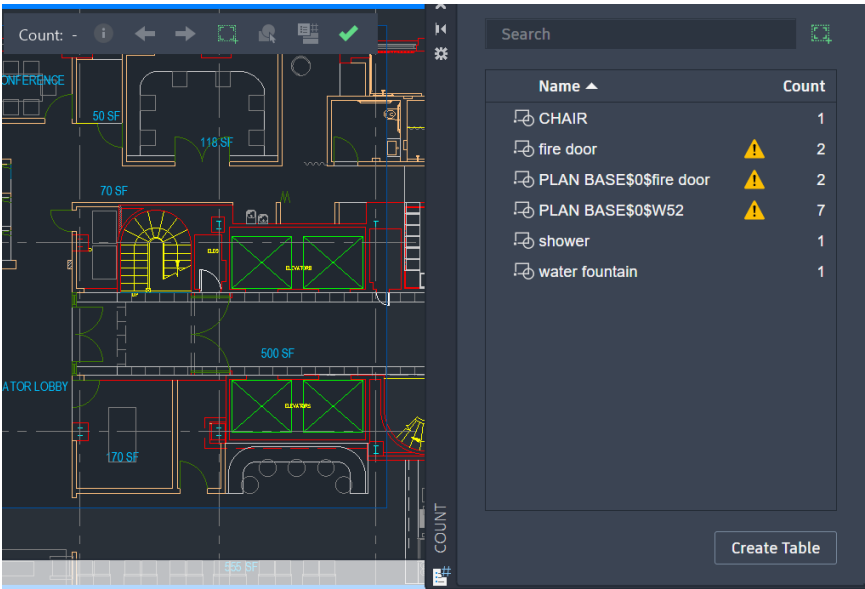 Count: -
CONFERENCE
50 SF
118 SF
70 SF
ELEC
ELEVATORS
500 SF
ATOR LOBBY
ELEVATORS
170 SF
555 SF
COUNT
Search
Name Count
CHAIR 1
fire door 2
PLAN BASE$0$fire door 2
PLAN BASE$0$W52 7
shower 1
water fountain 1
Create Table